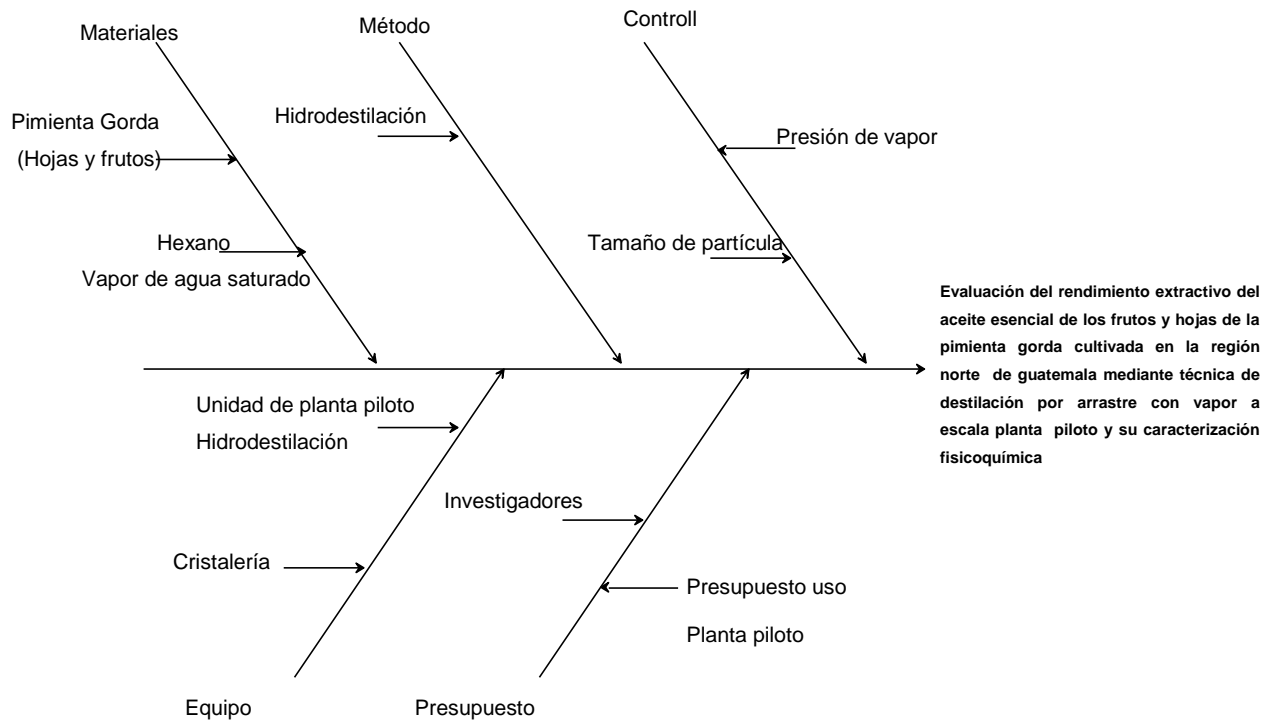 Materiales
Método
Controll
Pimienta Gorda
(Hojas y frutos)
Hidrodestilación
Presión de vapor
Hexano
Vapor de agua saturado
Tamaño de partícula
Evaluación del rendimiento extractivo del
aceite esencial de los frutos y hojas de la
pimienta gorda cultivada en la región
norte de guatemala mediante técnica de
destilación por arrastre con vapor a
escala planta piloto y su caracterización
fisicoquímica
Unidad de planta piloto
Hidrodestilación
Investigadores
Cristalería
Presupuesto uso
Planta piloto
Equipo
Presupuesto